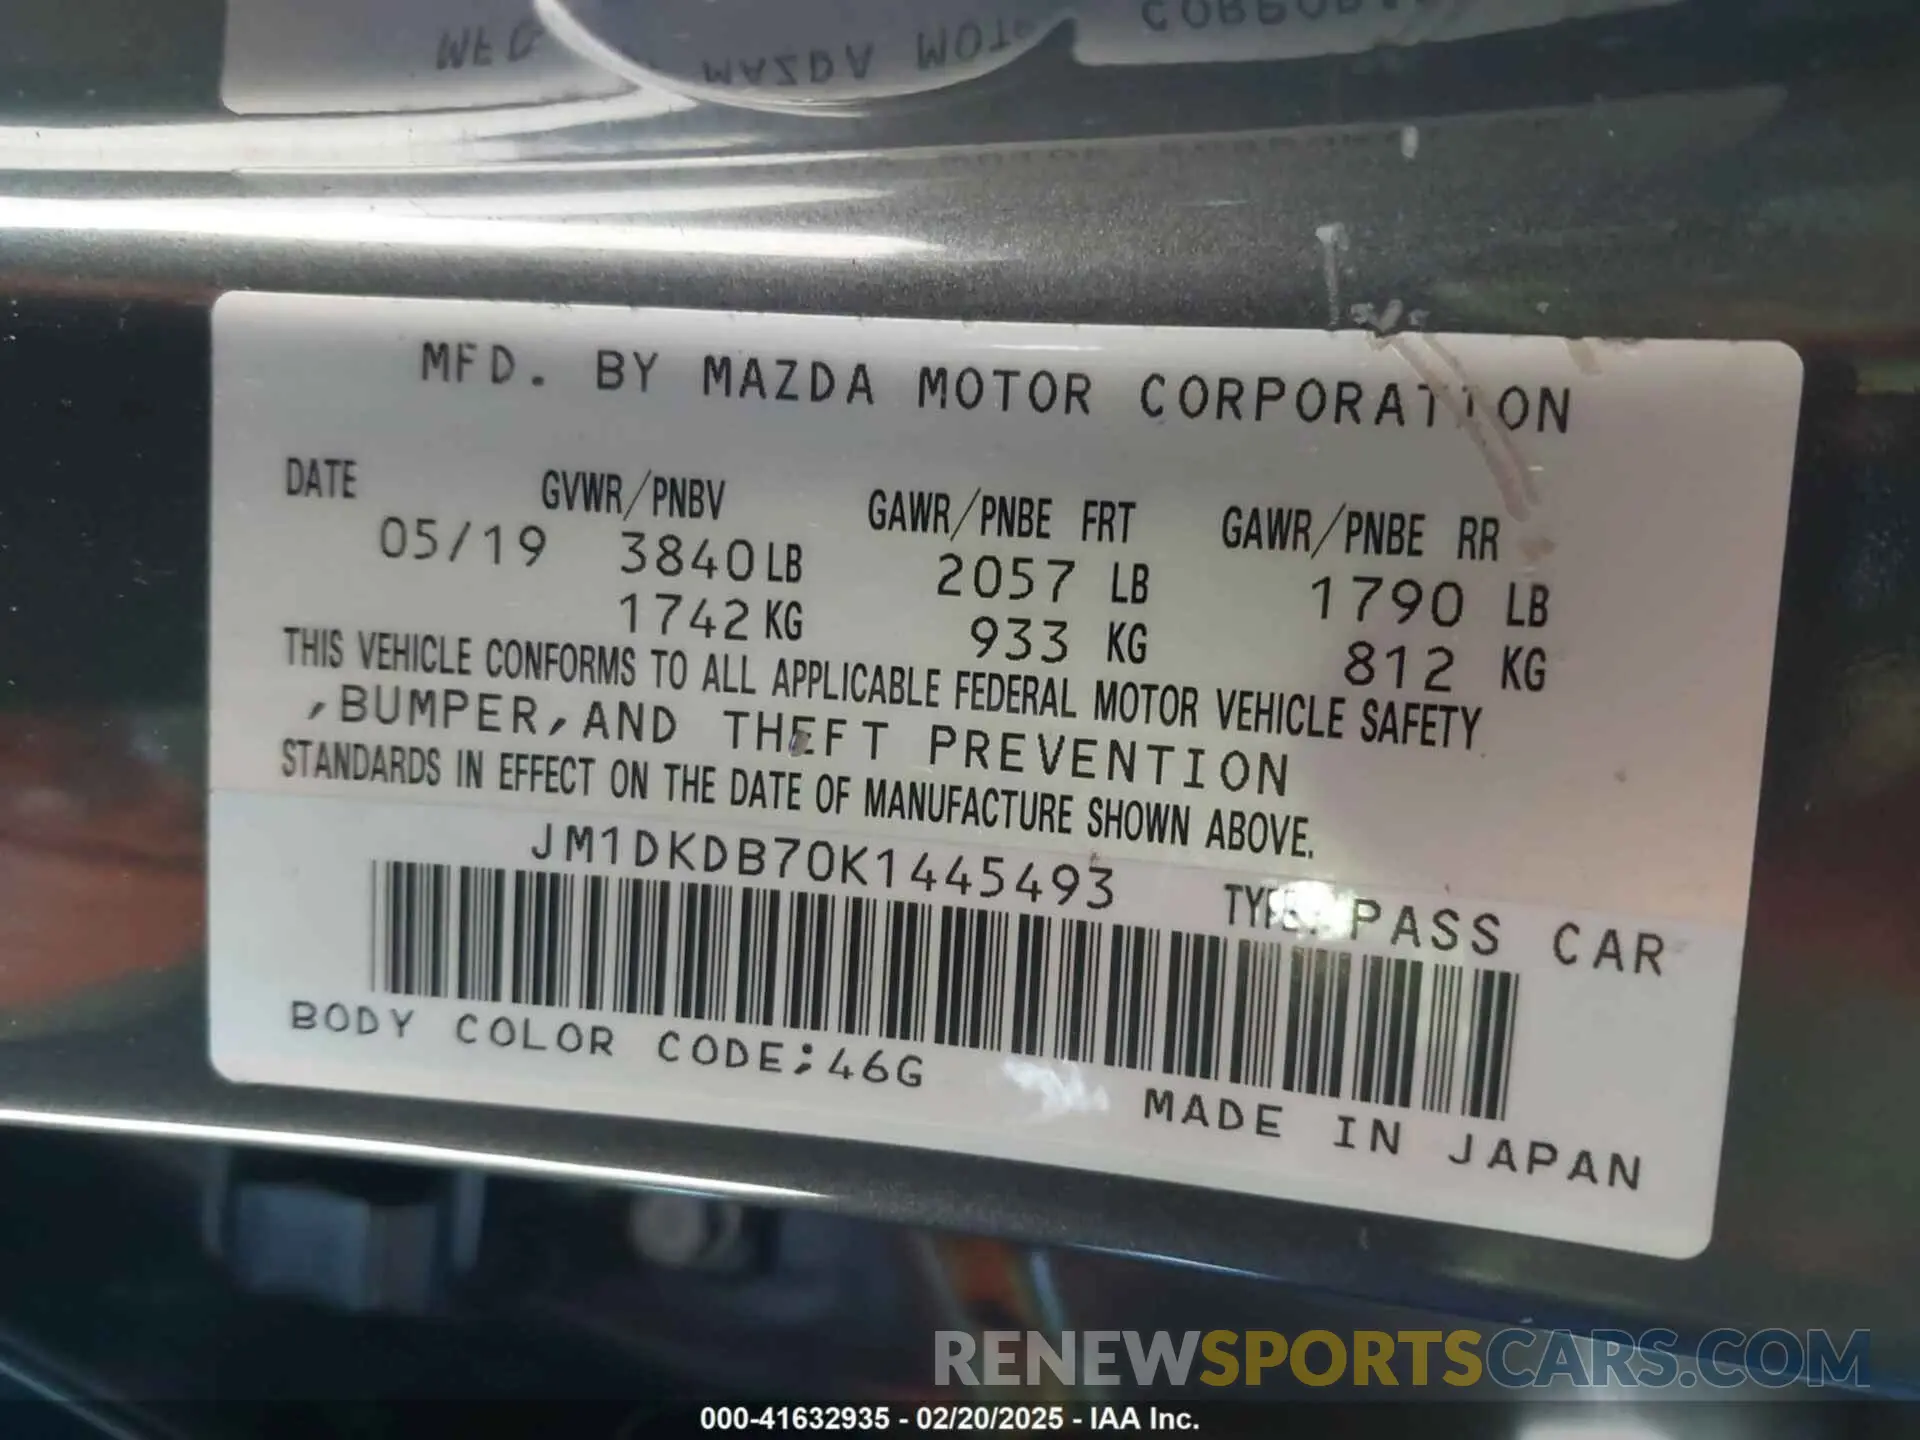 MFD. BY MAZDA MOTOR CORPORATION
DATE GVWR/PNBV GAWR/PNBE FRT GAWR/PNBE RR
05/19 3840 LB 2057 LB 1790 LB
1742 KG 933 KG 812 KG
THIS VEHICLE CONFORMS TO ALL APPLICABLE FEDERAL MOTOR VEHICLE SAFETY
,BUMPER,AND THEFT PREVENTION
STANDARDS IN EFFECT ON THE DATE OF MANUFACTURE SHOWN ABOVE.
JM1DKDB70K1445493 TYPE: PASS CAR
BODY COLOR CODE;46G
MADE IN JAPAN
RENEWSPORTSCARS.COM
000-41632935 - 02/20/2025 - IAA Inc.